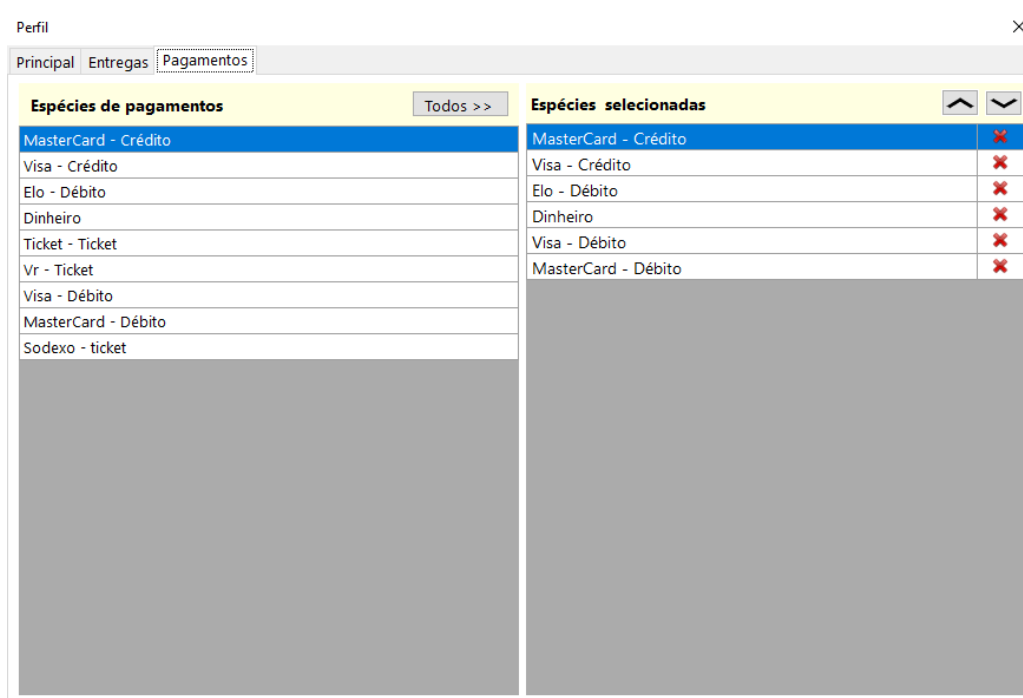 Perfil
Principal Entregas Pagamentos
Espécies de pagamentos Todos >>
MasterCard - Crédito
Visa - Crédito
Elo - Débito
Dinheiro
Ticket - Ticket
Vr - Ticket
Visa - Débito
MasterCard - Débito
Sodexo - ticket
Espécies selecionadas
MasterCard - Crédito
Visa - Crédito
Elo - Débito
Dinheiro
Visa - Débito
MasterCard - Débito